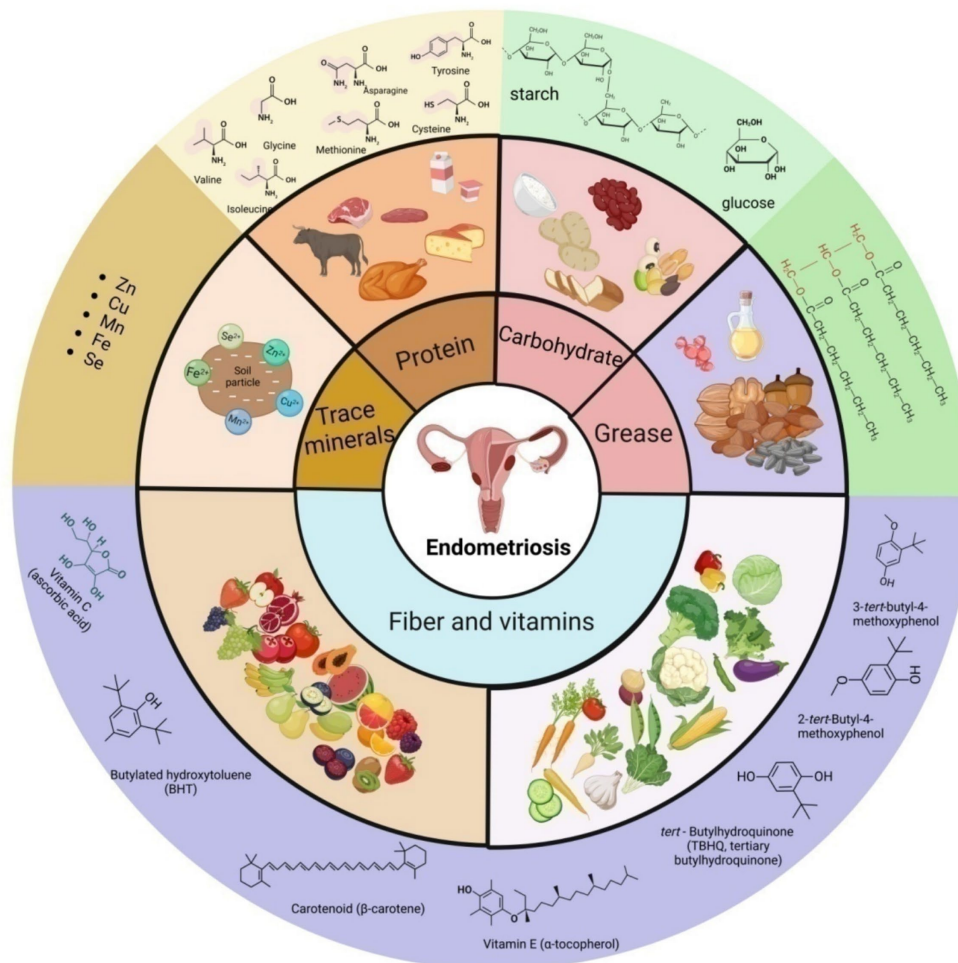 Tyrosine
Asparagine
Glycine
Cysteine
Methionine
Valine
Isoleucine
starch
glucose
Zn
Cu
Mn
Fe
Se
Se²⁺
Zn²⁺
Fe²⁺
Soil
particle
Cu²⁺
Mn²⁺
Protein
Carbohydrate
Trace
minerals
Grease
Endometriosis
Fiber and vitamins
Vitamin C
(ascorbic acid)
Butylated hydroxytoluene
(BHT)
Carotenoid (β-carotene)
Vitamin E (α-tocopherol)
3-tert-butyl-4-
methoxyphenol
2-tert-Butyl-4-
methoxyphenol
tert - Butylhydroquinone
(TBHQ, tertiary
butylhydroquinone)